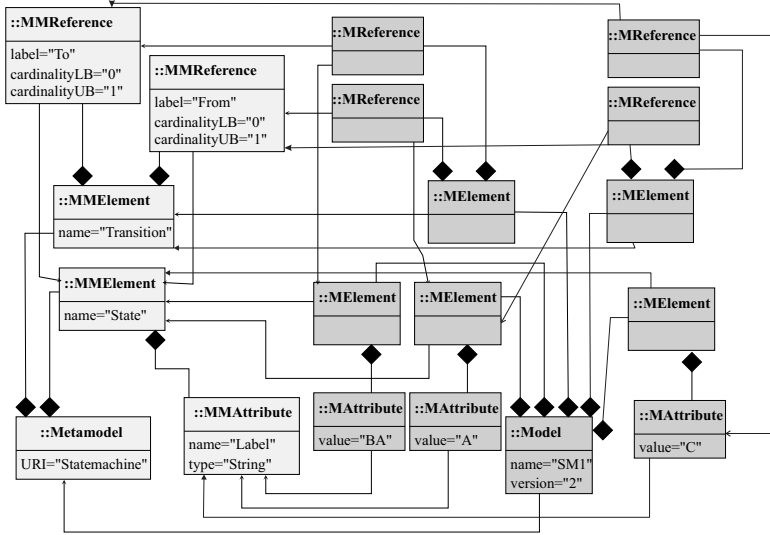 ::MMReference
label="To"
cardinalityLB="0"
cardinalityUB="1"
::MReference
::MReference
::MMReference
label="From"
cardinalityLB="0"
cardinalityUB="1"
::MReference
::MReference
::MMElement
name="Transition"
::MElement
::MElement
::MMElement
name="State"
::MElement
::MElement
::MElement
::Metamodel
URI="Statemachine"
::MMAttribute
name="Label"
type="String"
::MAttribute
value="BA"
::MAttribute
value="A"
::Model
name="SM1"
version="2"
::MAttribute
value="C"